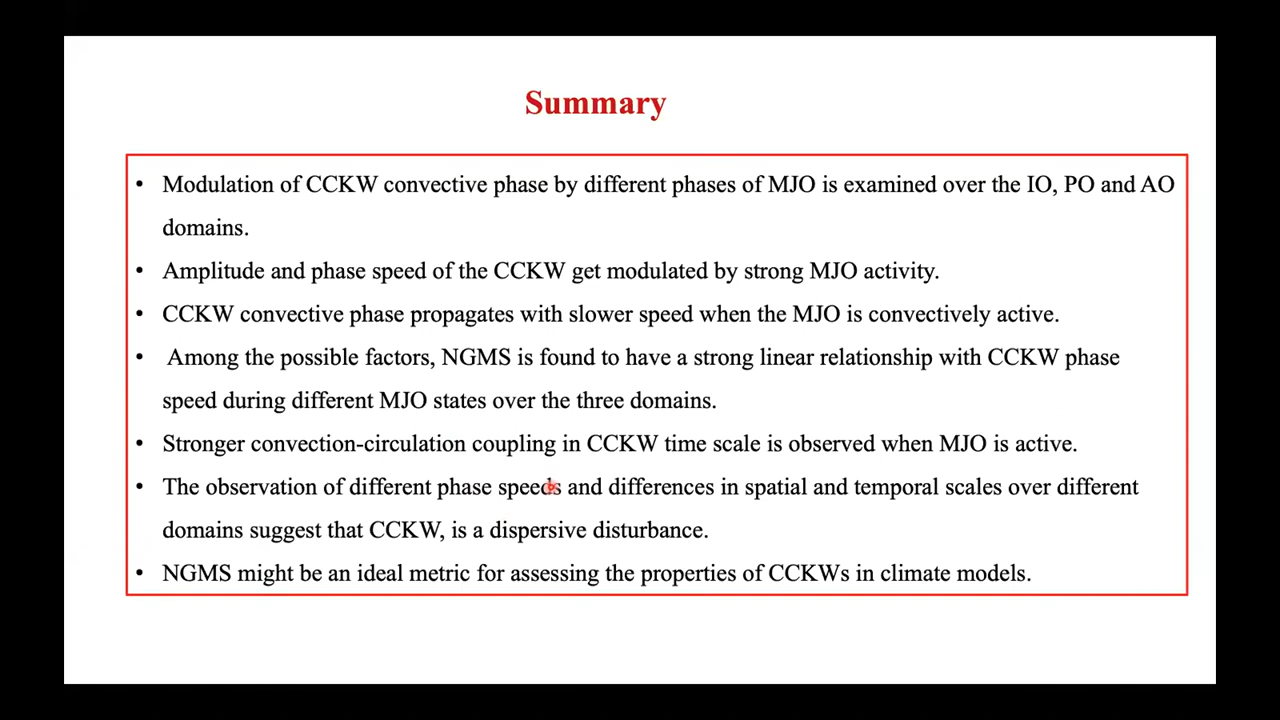 Summary
• Modulation of CCKW convective phase by different phases of MJO is examined over the IO, PO and AO
domains.
• Amplitude and phase speed of the CCKW get modulated by strong MJO activity.
• CCKW convective phase propagates with slower speed when the MJO is convectively active.
• Among the possible factors, NGMS is found to have a strong linear relationship with CCKW phase
speed during different MJO states over the three domains.
• Stronger convection-circulation coupling in CCKW time scale is observed when MJO is active.
• The observation of different phase speeds and differences in spatial and temporal scales over different
domains suggest that CCKW, is a dispersive disturbance.
• NGMS might be an ideal metric for assessing the properties of CCKWs in climate models.